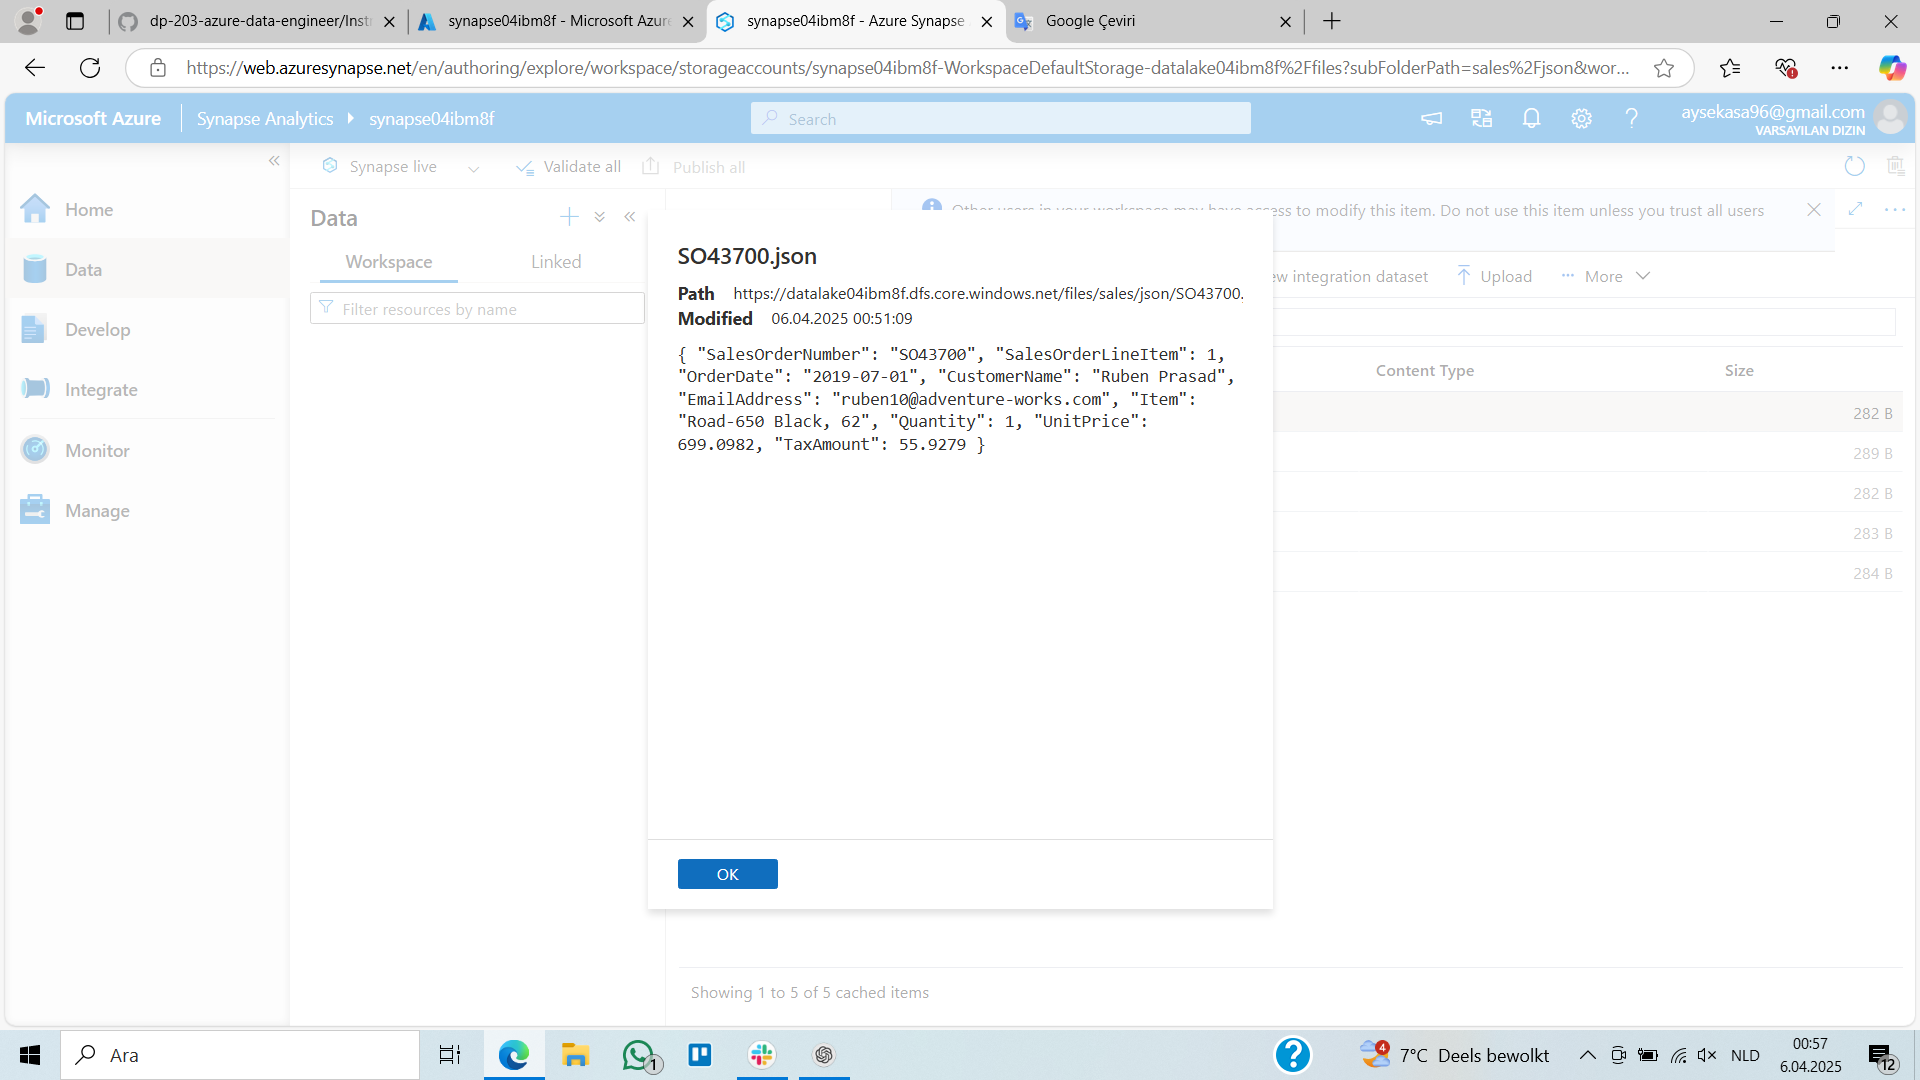 dp-203-azure-data-engineer/Inst
synapse04ibm8f - Microsoft Azure
synapse04ibm8f - Azure Synapse
Google Çeviri
https://web.azuresynapse.net/en/authoring/explore/workspace/storageaccounts/synapse04ibm8f-WorkspaceDefaultStorage-datalake04ibm8f%2Ffiles?subFolderPath=sales%2Fjson&wor...
Microsoft Azure
Synapse Analytics
synapse04ibm8f
Search
aysekasa96@gmail.com
VARSAYILAN DIZIN
Synapse live
Validate all
Publish all
Home
Data
Develop
Integrate
Monitor
Manage
Data
Workspace
Linked
Filter resources by name
Other users in your workspace may have access to modify this item. Do not use this item unless you trust all users
ew integration dataset
Upload
More
Content Type
Size
282 B
289 B
282 B
283 B
284 B
SO43700.json
Path https://datalake04ibm8f.dfs.core.windows.net/files/sales/json/SO43700.
Modified 06.04.2025 00:51:09
{ "SalesOrderNumber": "SO43700", "SalesOrderLineItem": 1,
"OrderDate": "2019-07-01", "CustomerName": "Ruben Prasad",
"EmailAddress": "ruben10@adventure-works.com", "Item":
"Road-650 Black, 62", "Quantity": 1, "UnitPrice":
699.0982, "TaxAmount": 55.9279 }
OK
Showing 1 to 5 of 5 cached items
Ara
1
4
7°C Deels bewolkt
NLD
00:57
6.04.2025
12